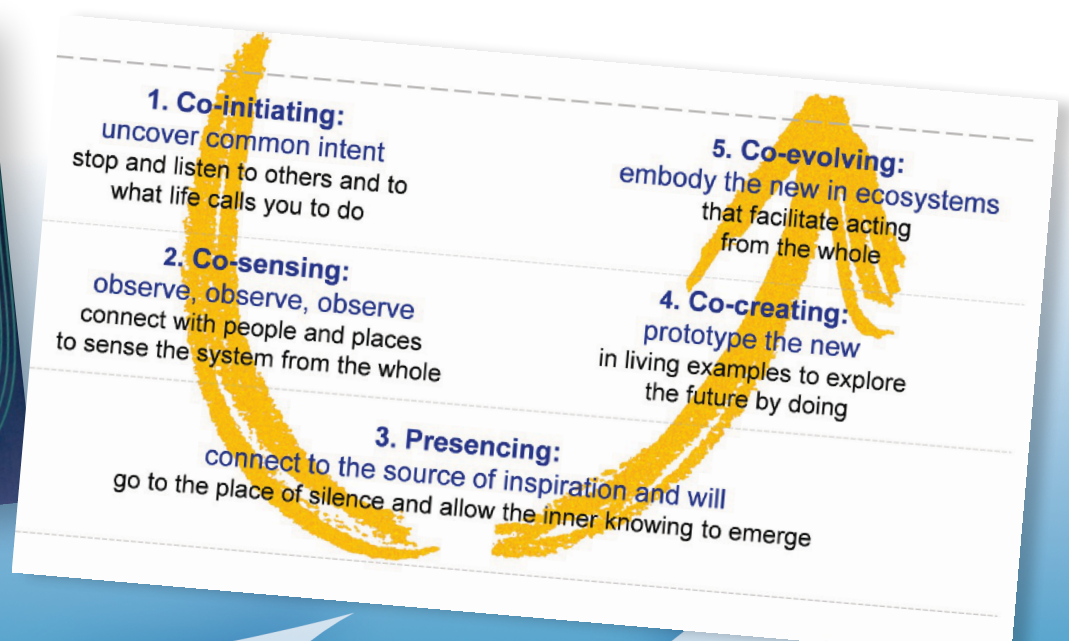 1. Co-initiating:
uncover common intent
stop and listen to others and to
what life calls you to do
2. Co-sensing:
observe, observe, observe
connect with people and places
to sense the system from the whole
3. Presencing:
connect to the source of inspiration and will
go to the place of silence and allow the inner knowing to emerge
4. Co-creating:
prototype the new
in living examples to explore
the future by doing
5. Co-evolving:
embody the new in ecosystems
that facilitate acting
from the whole